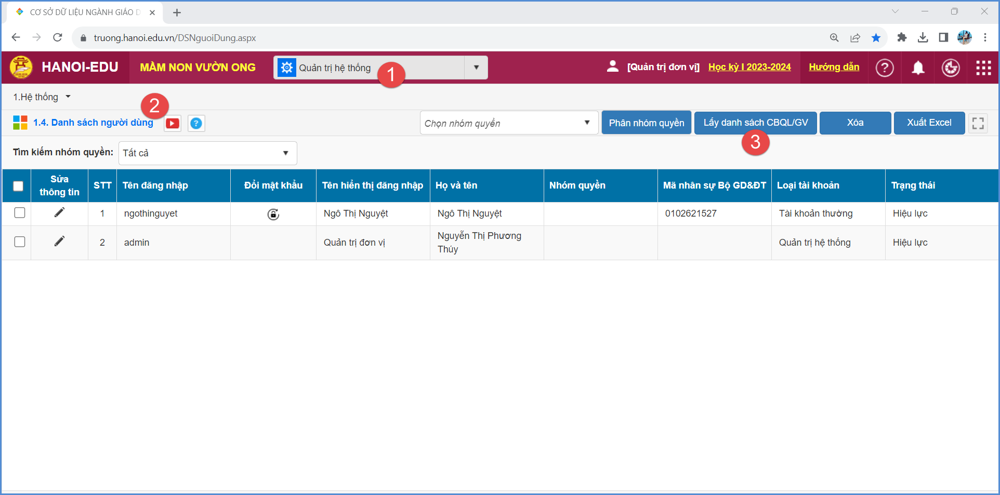 CƠ SỞ DỮ LIỆU NGÀNH GIÁO D
truong.hanoi.edu.vn/DSNguoiDung.aspx
HANOI-EDU
MẦM NON VƯỜN ONG
Quản trị hệ thống
1
[Quản trị đơn vị]
Học kỳ I 2023-2024
Hướng dẫn
1.Hệ thống
2
1.4. Danh sách người dùng
Chọn nhóm quyền
Phân nhóm quyền
Lấy danh sách CBQL/GV
Xóa
Xuất Excel
3
Tìm kiếm nhóm quyền:
Tất cả
Sửa
thông tin
STT
Tên đăng nhập
Đổi mật khẩu
Tên hiển thị đăng nhập
Họ và tên
Nhóm quyền
Mã nhân sự Bộ GD&ĐT
Loại tài khoản
Trạng thái
1
ngothinguyet
Ngô Thị Nguyệt
Ngô Thị Nguyệt
0102621527
Tài khoản thường
Hiệu lực
2
admin
Quản trị đơn vị
Nguyễn Thị Phương
Thúy
Quản trị hệ thống
Hiệu lực